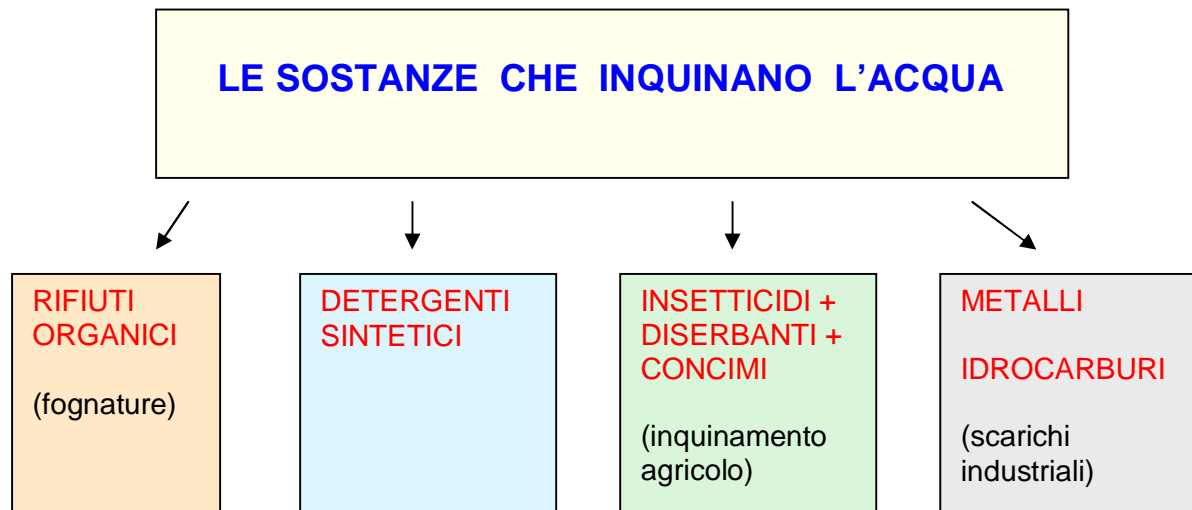 LE SOSTANZE CHE INQUINANO L’ACQUA
RIFIUTI
ORGANICI
(fognature)
DETERGENTI
SINTETICI
INSETTICIDI +
DISERBANTI +
CONCIMI
(inquinamento
agricolo)
METALLI
IDROCARBURI
(scarichi
industriali)